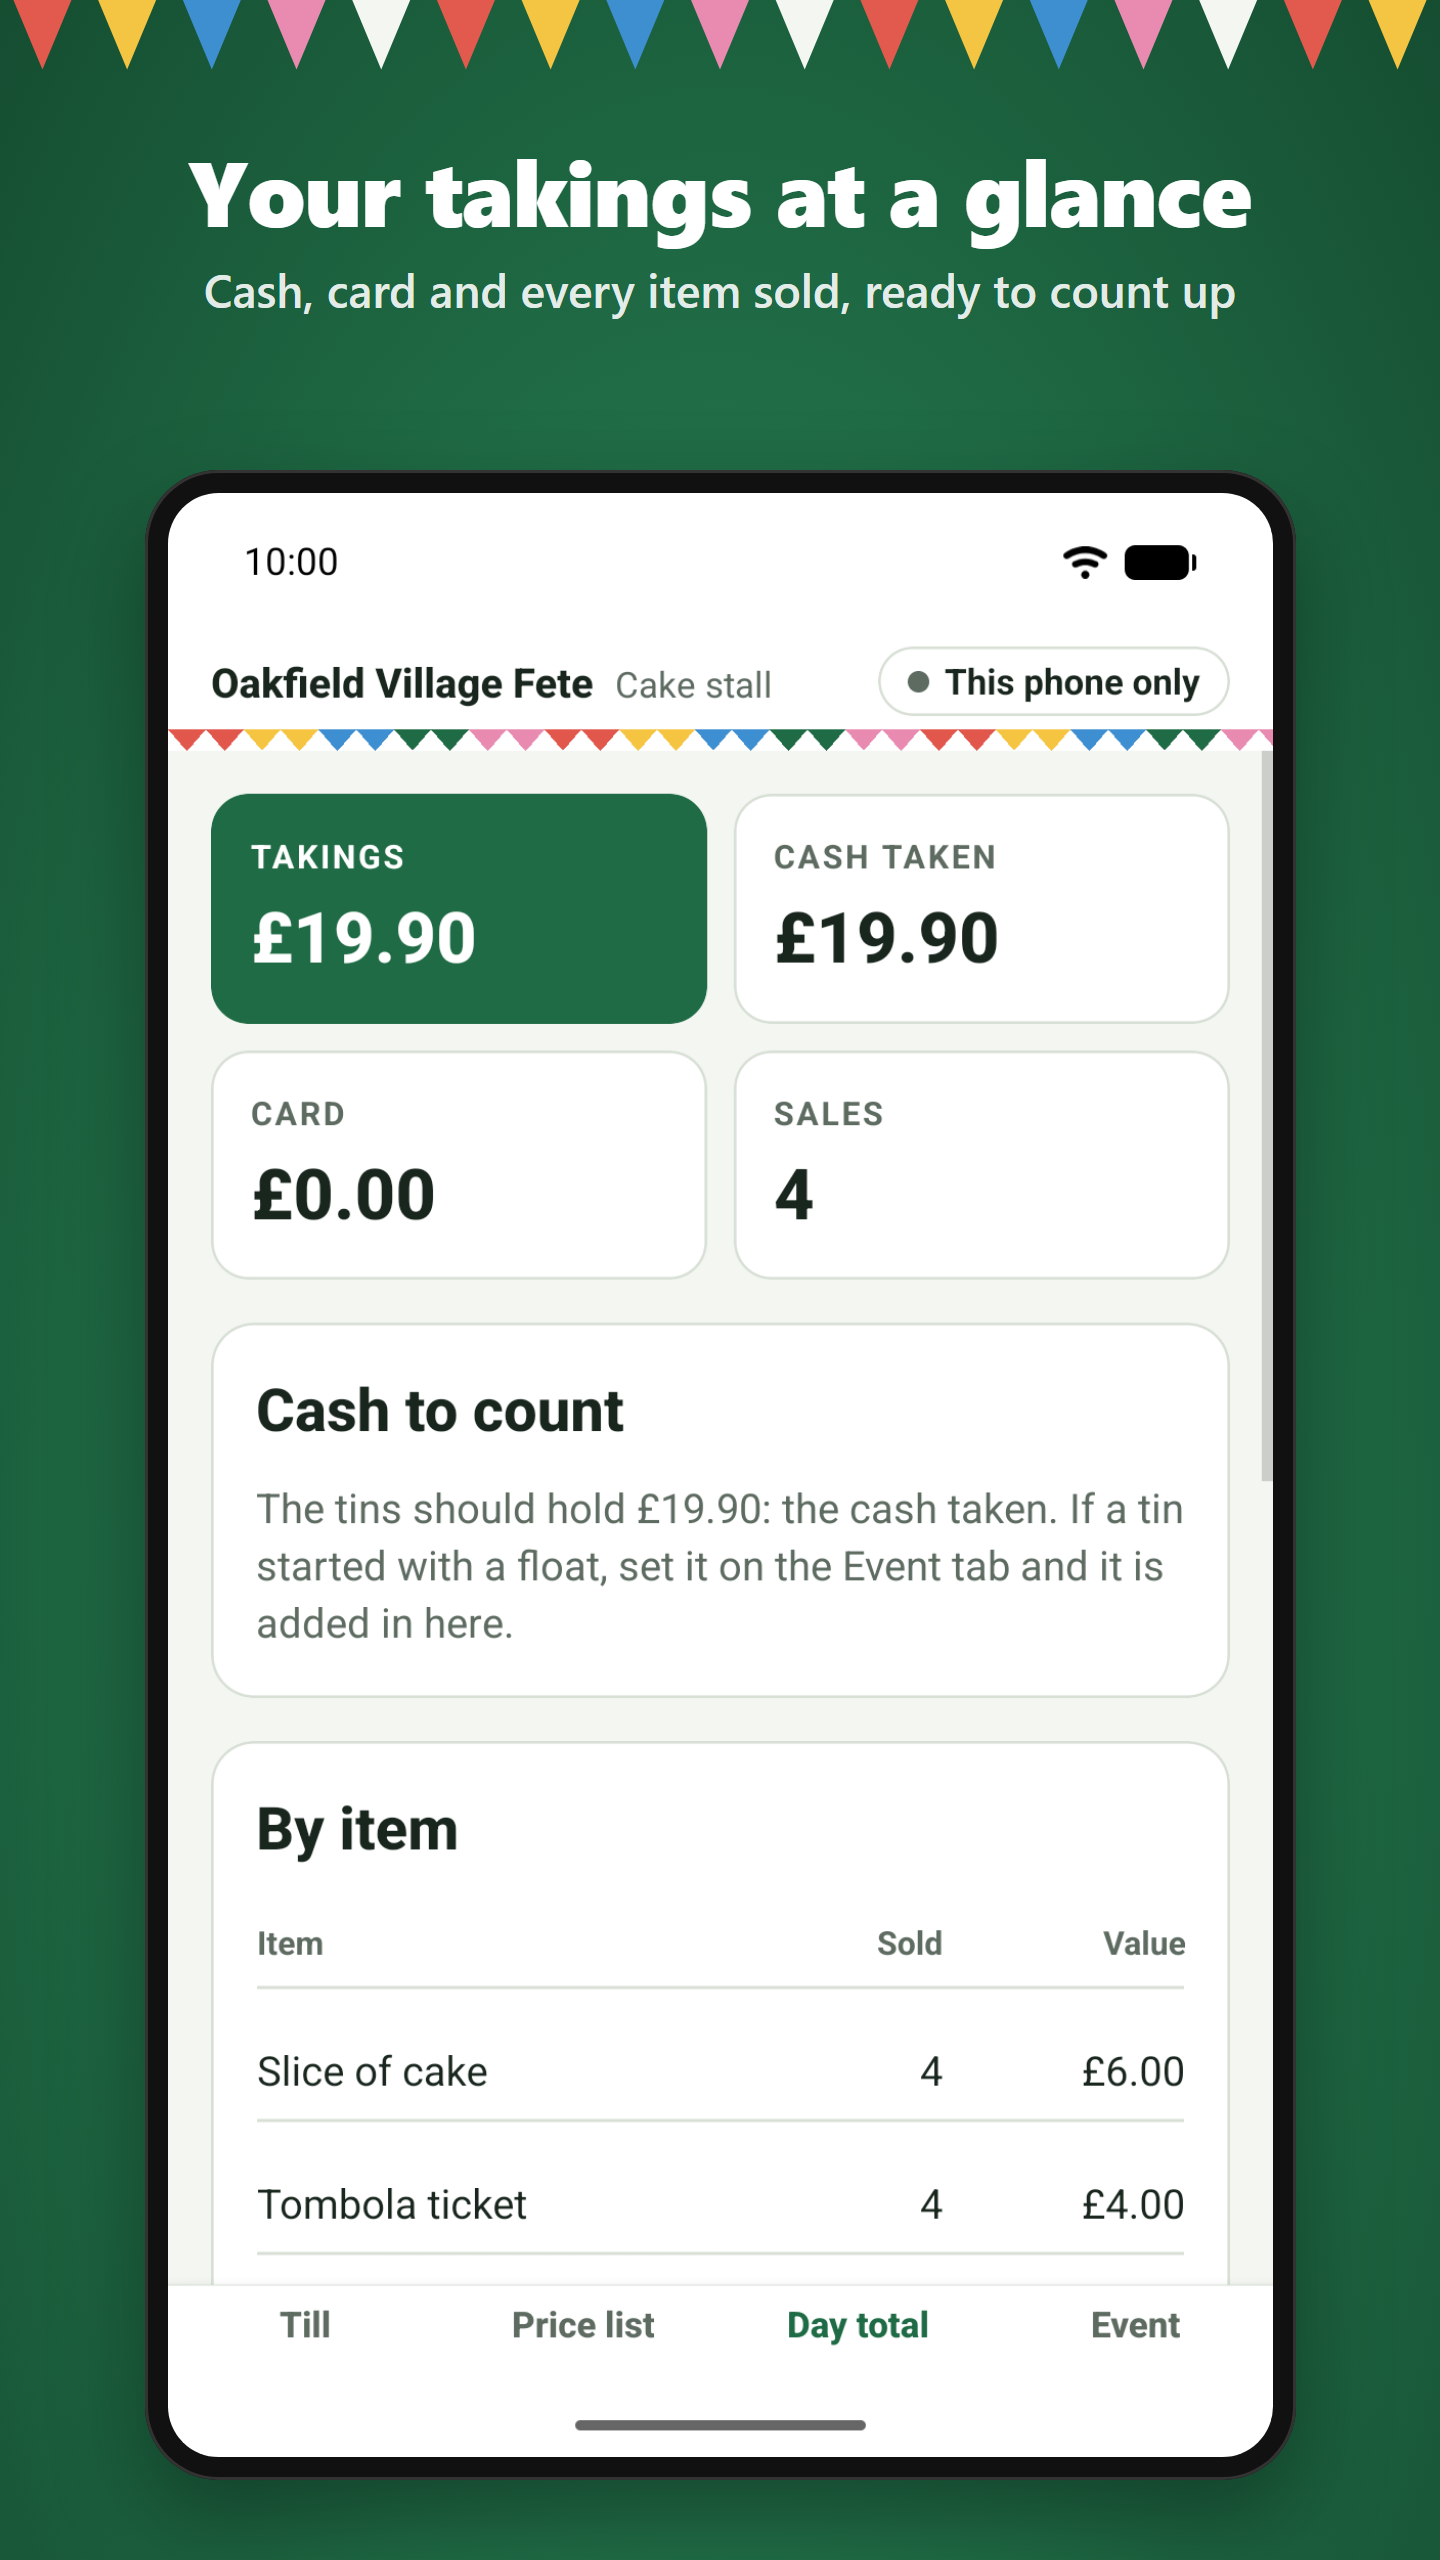 Your takings at a glance
Cash, card and every item sold, ready to count up
10:00
Oakfield Village Fete Cake stall This phone only
TAKINGS
£19.90
CASH TAKEN
£19.90
CARD
£0.00
SALES
4
Cash to count
The tins should hold £19.90: the cash taken. If a tin
started with a float, set it on the Event tab and it is
added in here.
By item
Item Sold Value
Slice of cake 4 £6.00
Tombola ticket 4 £4.00
Till Price list Day total Event